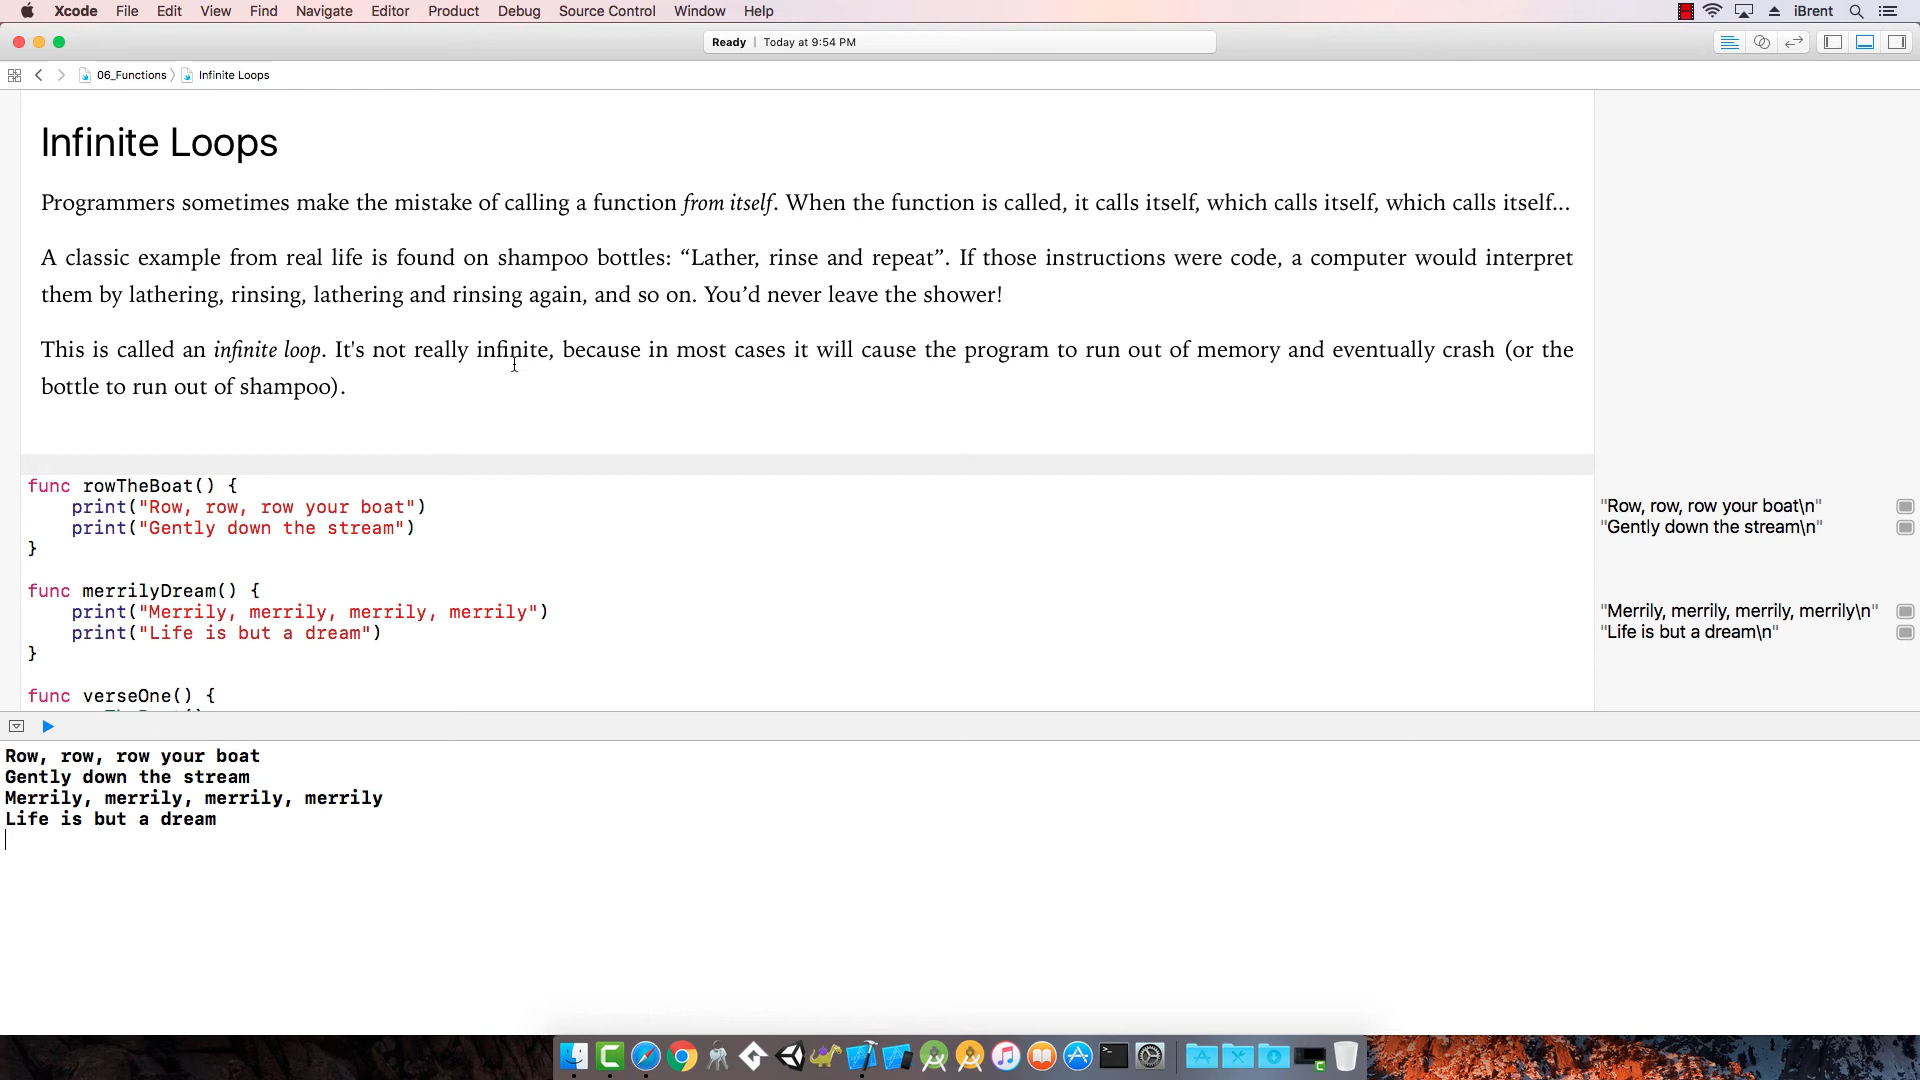 Xcode File Edit View Find Navigate Editor Product Debug Source Control Window Help iBrent
Ready | Today at 9:54 PM
06_Functions Infinite Loops
Infinite Loops
Programmers sometimes make the mistake of calling a function from itself. When the function is called, it calls itself, which calls itself, which calls itself...
A classic example from real life is found on shampoo bottles: “Lather, rinse and repeat”. If those instructions were code, a computer would interpret
them by lathering, rinsing, lathering and rinsing again, and so on. You’d never leave the shower!
This is called an infinite loop. It's not really infinite, because in most cases it will cause the program to run out of memory and eventually crash (or the
bottle to run out of shampoo).
func rowTheBoat() {
print("Row, row, row your boat") "Row, row, row your boat\n"
print("Gently down the stream") "Gently down the stream\n"
}
func merrilyDream() {
print("Merrily, merrily, merrily, merrily") "Merrily, merrily, merrily, merrily\n"
print("Life is but a dream") "Life is but a dream\n"
}
func verseOne() {
Row, row, row your boat
Gently down the stream
Merrily, merrily, merrily, merrily
Life is but a dream